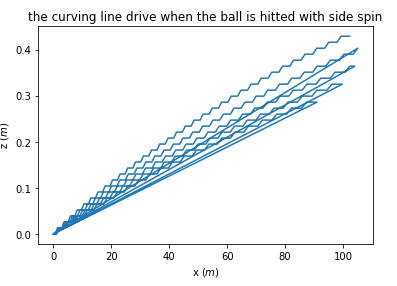 the curving line drive when the ball is hitted with side spin
0.4
0.3
0.2
0.1
0.0
z (m)
0 20 40 60 80 100
x (m)